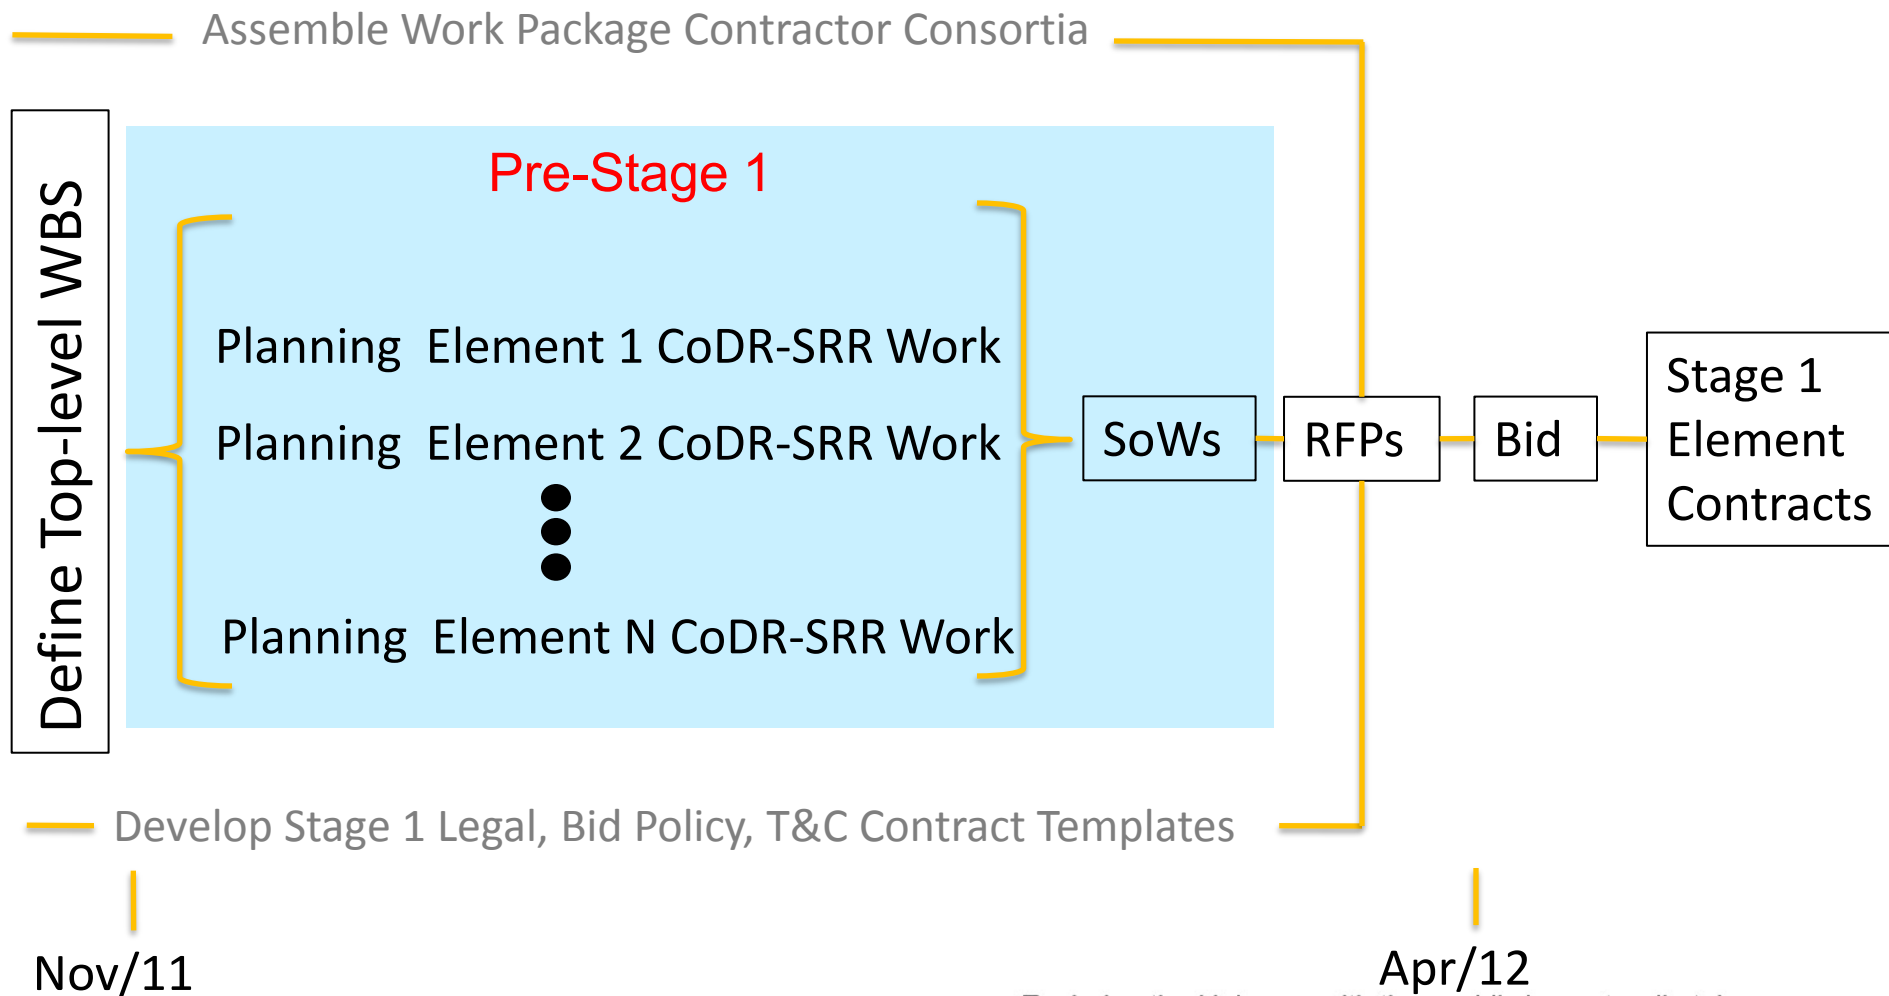 Assemble Work Package Contractor Consortia
Define Top-level WBS
Pre-Stage 1
Planning Element 1 CoDR-SRR Work
Planning Element 2 CoDR-SRR Work
Planning Element N CoDR-SRR Work
SoWs
RFPs
Bid
Stage 1
Element
Contracts
Develop Stage 1 Legal, Bid Policy, T&C Contract Templates
Nov/11
Apr/12